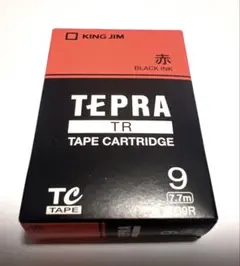 KING JIM
赤
BLACK INK
TEPRA
TR
TAPE CARTRIDGE
TC
TAPE
9
7.7m